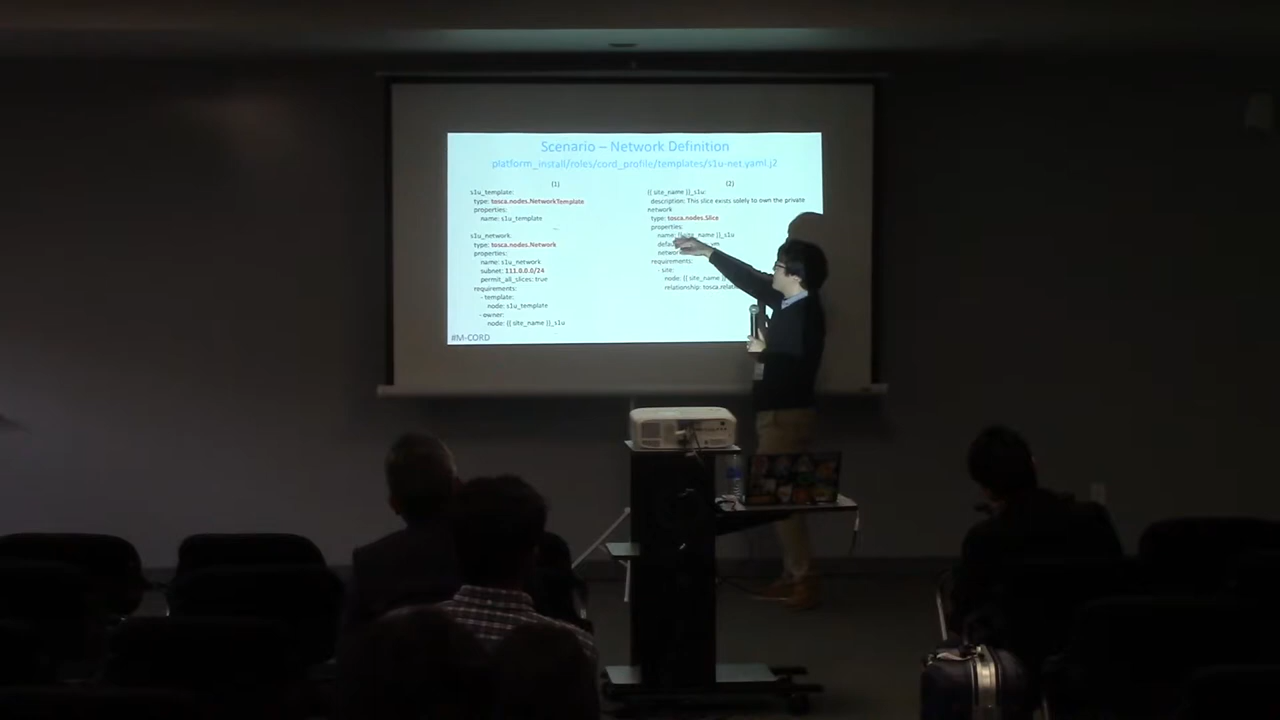 Scenario – Network Definition
platform_install/roles/cord_profile/templates/s1u-net.yaml.j2
(1)
s1u_template:
type: tosca.nodes.NetworkTemplate
properties:
name: s1u_template
s1u_network:
type: tosca.nodes.Network
properties:
name: s1u_network
subnet: 111.0.0.0/24
permit_all_slices: true
requirements:
- template:
node: s1u_template
- owner:
node: {{ site_name }}_s1u
(2)
{{ site_name }}_s1u:
description: This slice exists solely to own the private
network
type: tosca.nodes.Slice
properties:
name: {{ site_name }}_s1u
requirements:
- site:
node: {{ site_name }}
relationship:
#M-CORD